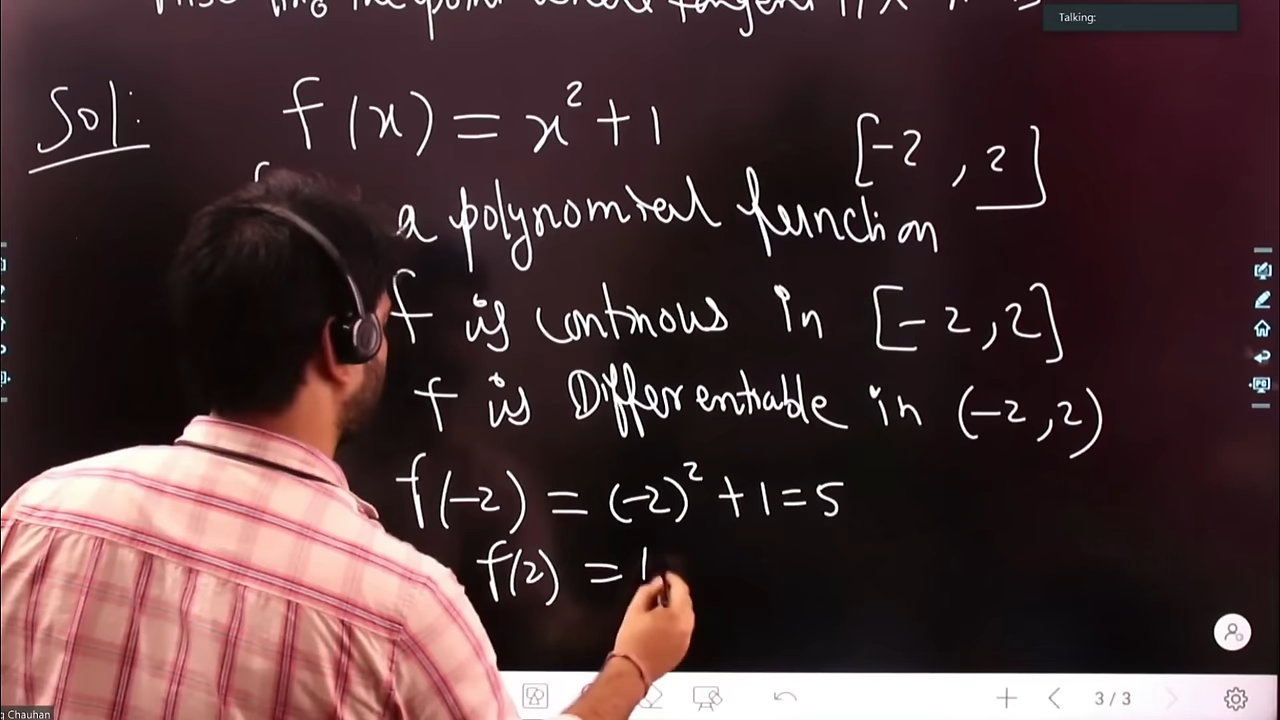 Talking:
Sol:
f(x) = x² + 1
[-2, 2]
a polynomial function
f is continous in [-2, 2]
f is Differentiable in (-2, 2)
f(-2) = (-2)² + 1 = 5
f(2) =
3/3
Chauhan